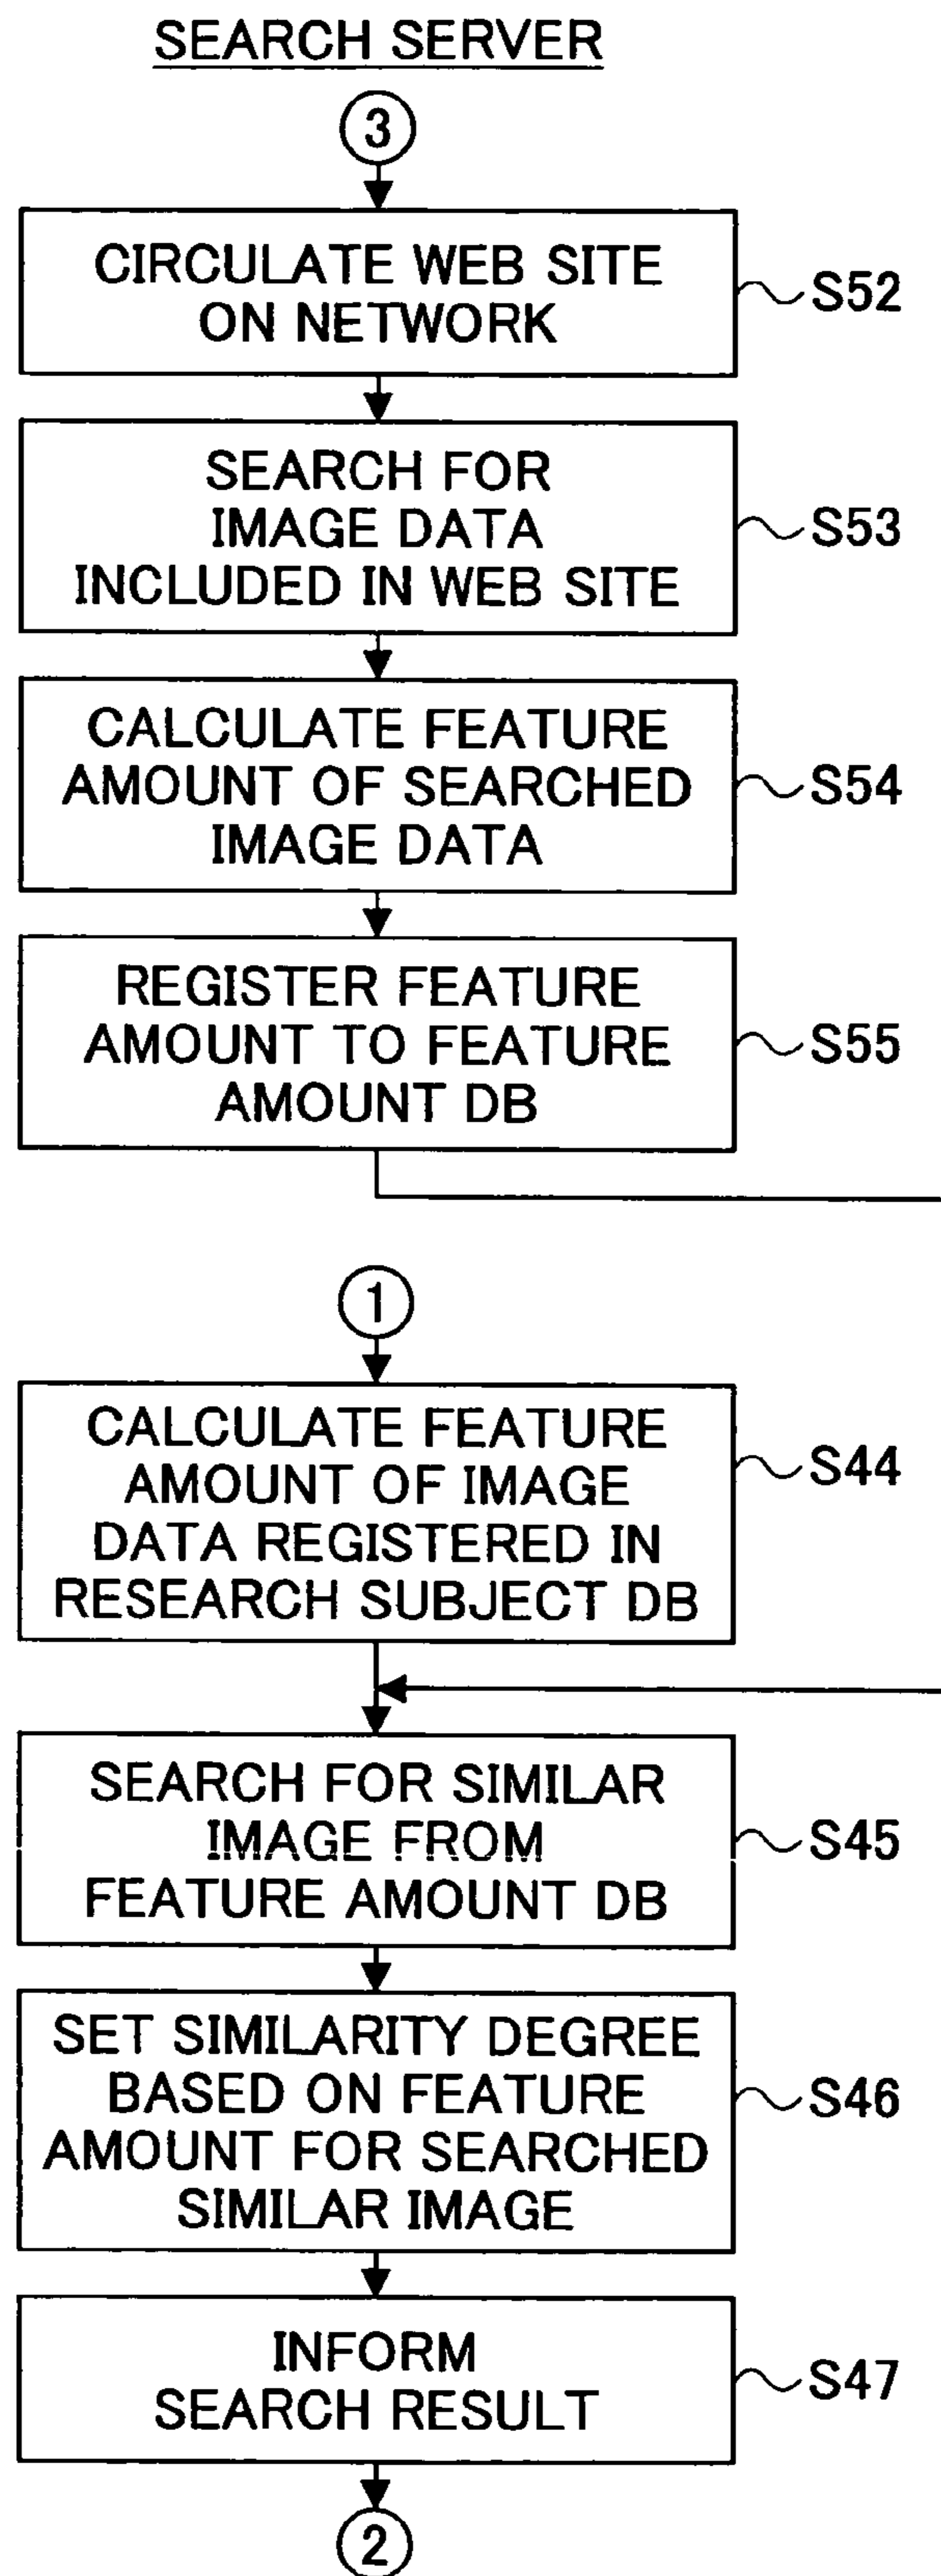 SEARCH SERVER
3
CIRCULATE WEB SITE
ON NETWORK
S52
SEARCH FOR
IMAGE DATA
INCLUDED IN WEB SITE
S53
CALCULATE FEATURE
AMOUNT OF SEARCHED
IMAGE DATA
S54
REGISTER FEATURE
AMOUNT TO FEATURE
AMOUNT DB
S55
1
CALCULATE FEATURE
AMOUNT OF IMAGE
DATA REGISTERED IN
RESEARCH SUBJECT DB
S44
SEARCH FOR SIMILAR
IMAGE FROM
FEATURE AMOUNT DB
S45
SET SIMILARITY DEGREE
BASED ON FEATURE
AMOUNT FOR SEARCHED
SIMILAR IMAGE
S46
INFORM
SEARCH RESULT
S47
2